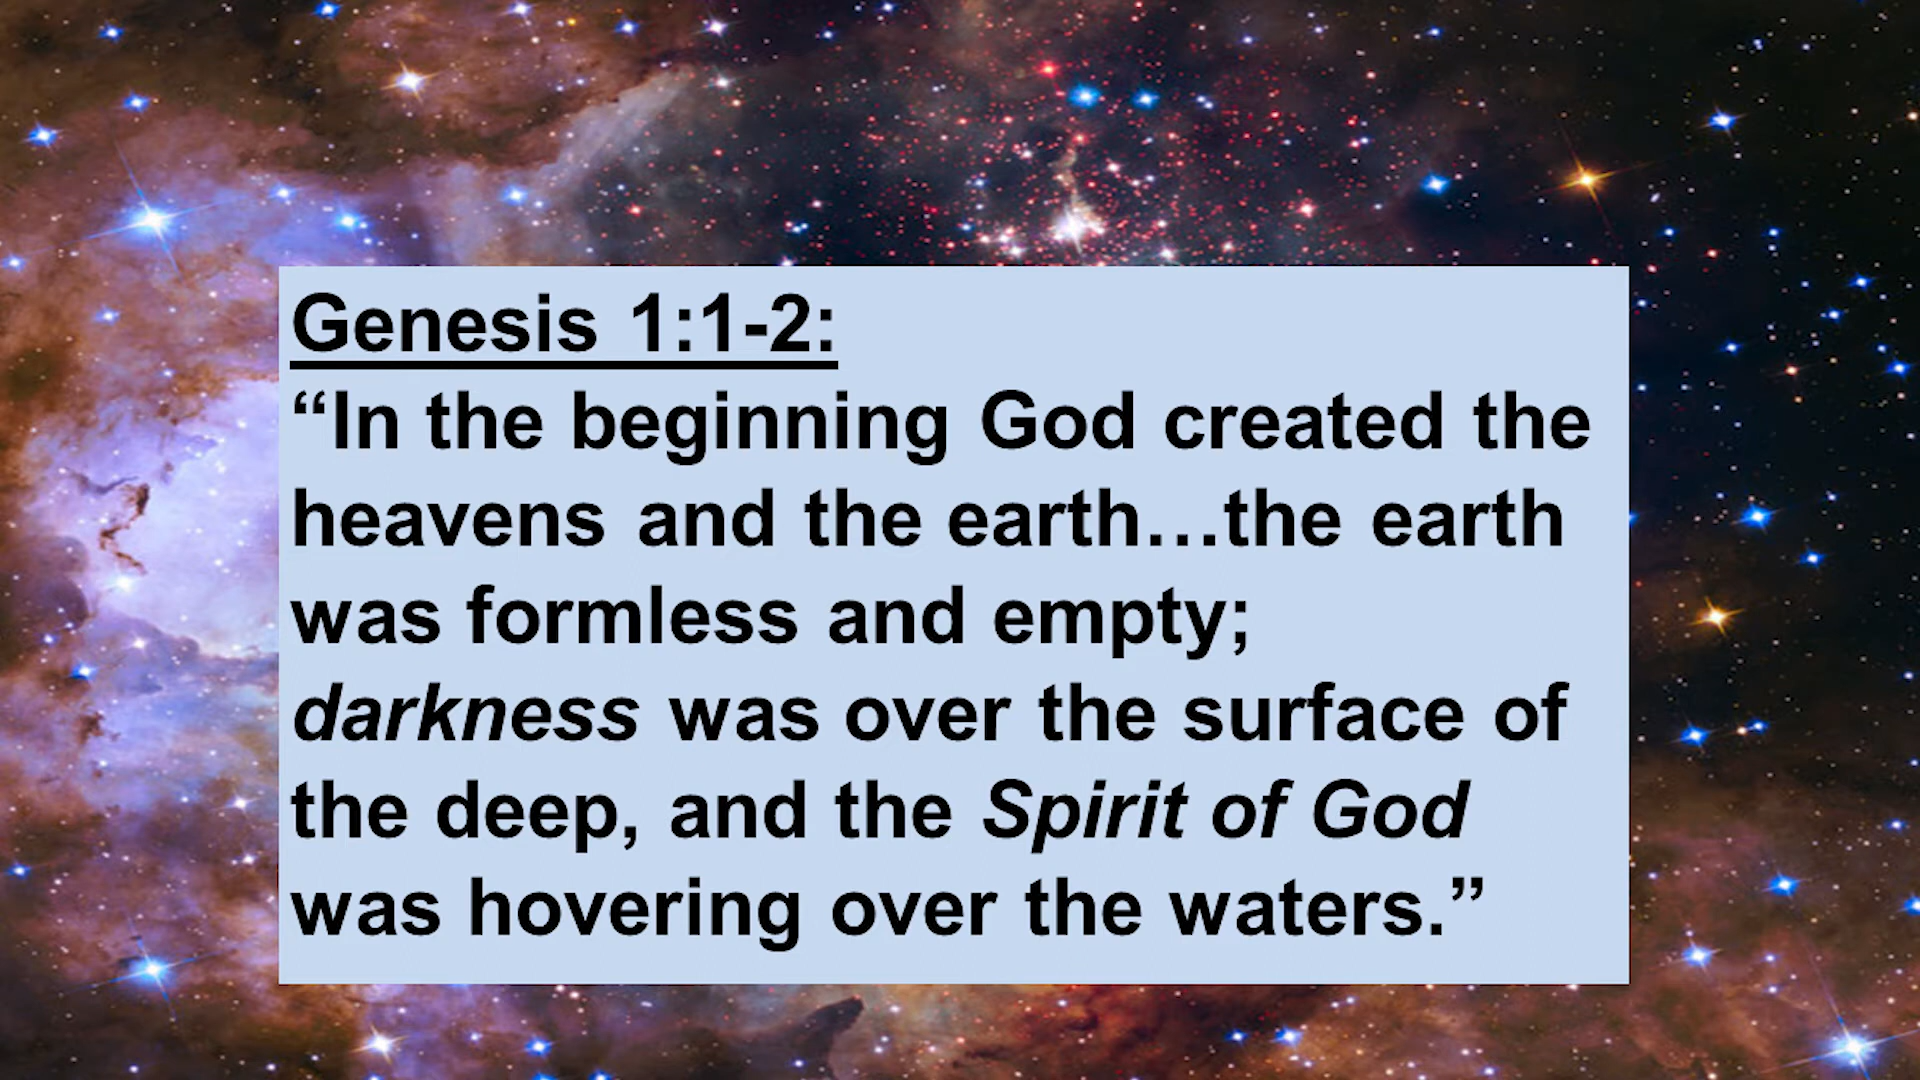 Genesis 1:1-2:
“In the beginning God created the
heavens and the earth…the earth
was formless and empty;
darkness was over the surface of
the deep, and the Spirit of God
was hovering over the waters.”